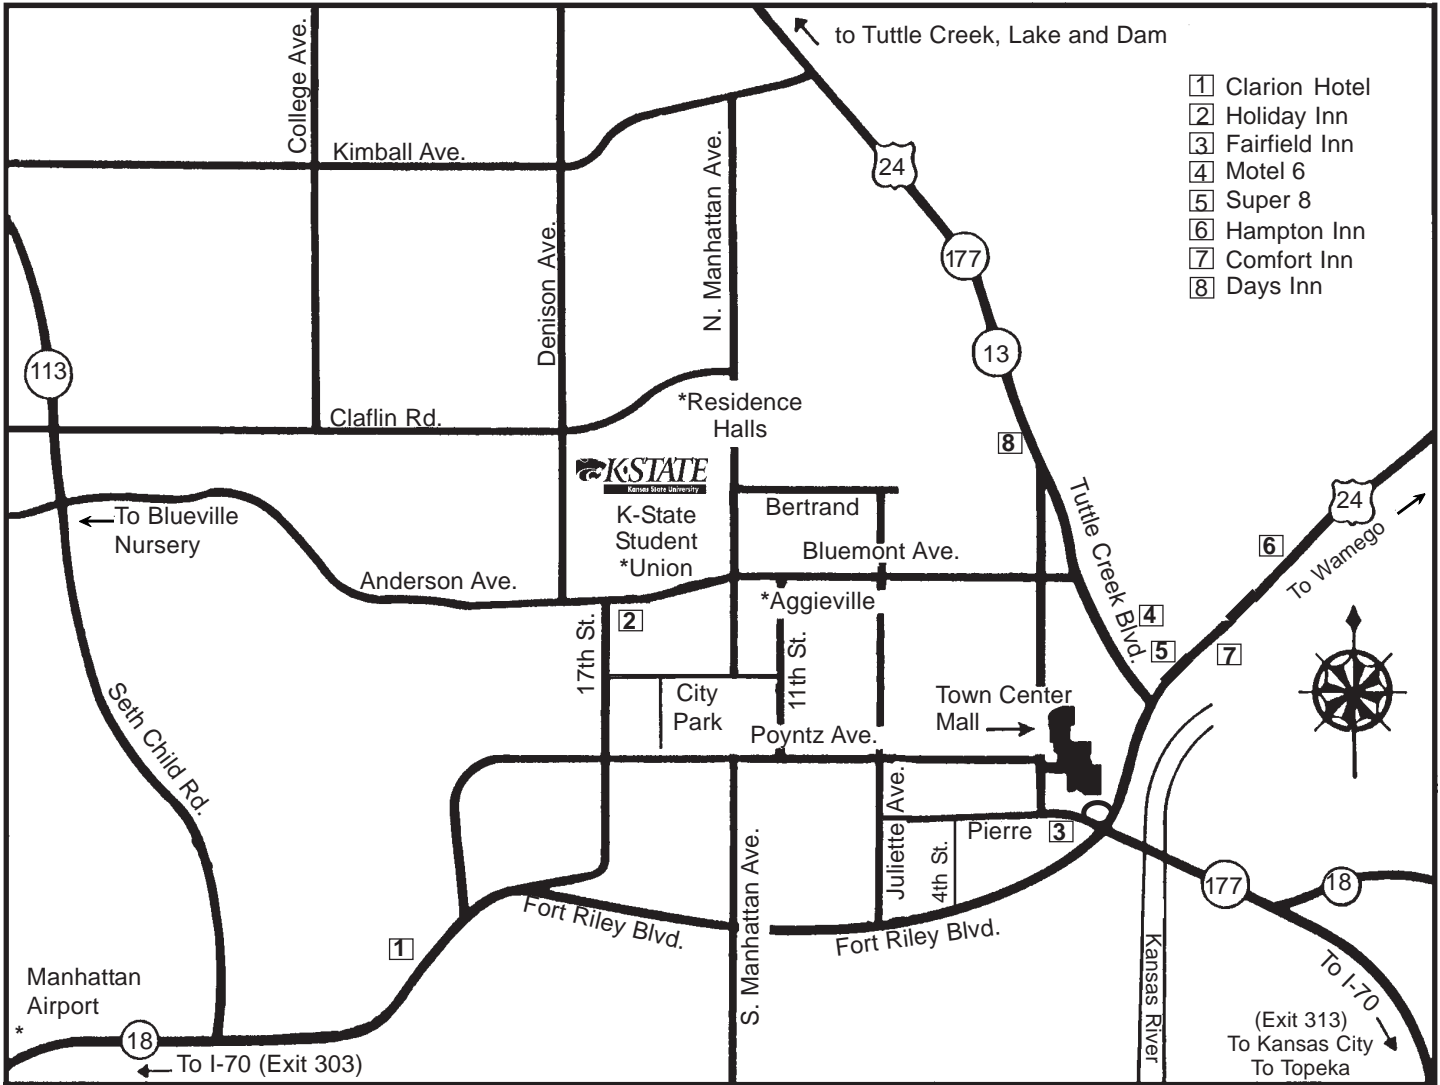 to Tuttle Creek, Lake and Dam
1 Clarion Hotel
2 Holiday Inn
3 Fairfield Inn
4 Motel 6
5 Super 8
6 Hampton Inn
7 Comfort Inn
8 Days Inn
College Ave.
Kimball Ave.
N. Manhattan Ave.
Denison Ave.
24
177
13
113
Claflin Rd.
*Residence
Halls
8
K-STATE
Kansas State University
K-State
Student
*Union
Bertrand
Bluemont Ave.
Tuttle Creek Blvd.
24
To Wamego
6
To Blueville
Nursery
Anderson Ave.
*Aggieville
2
4
5
7
17th St.
11th St.
City
Park
Town Center
Mall
Poyntz Ave.
Seth Child Rd.
Juliette Ave.
4th St.
Pierre
3
177
18
Fort Riley Blvd.
S. Manhattan Ave.
Fort Riley Blvd.
1
Kansas River
To I-70
(Exit 313)
To Kansas City
To Topeka
Manhattan
Airport
*
18
To I-70 (Exit 303)